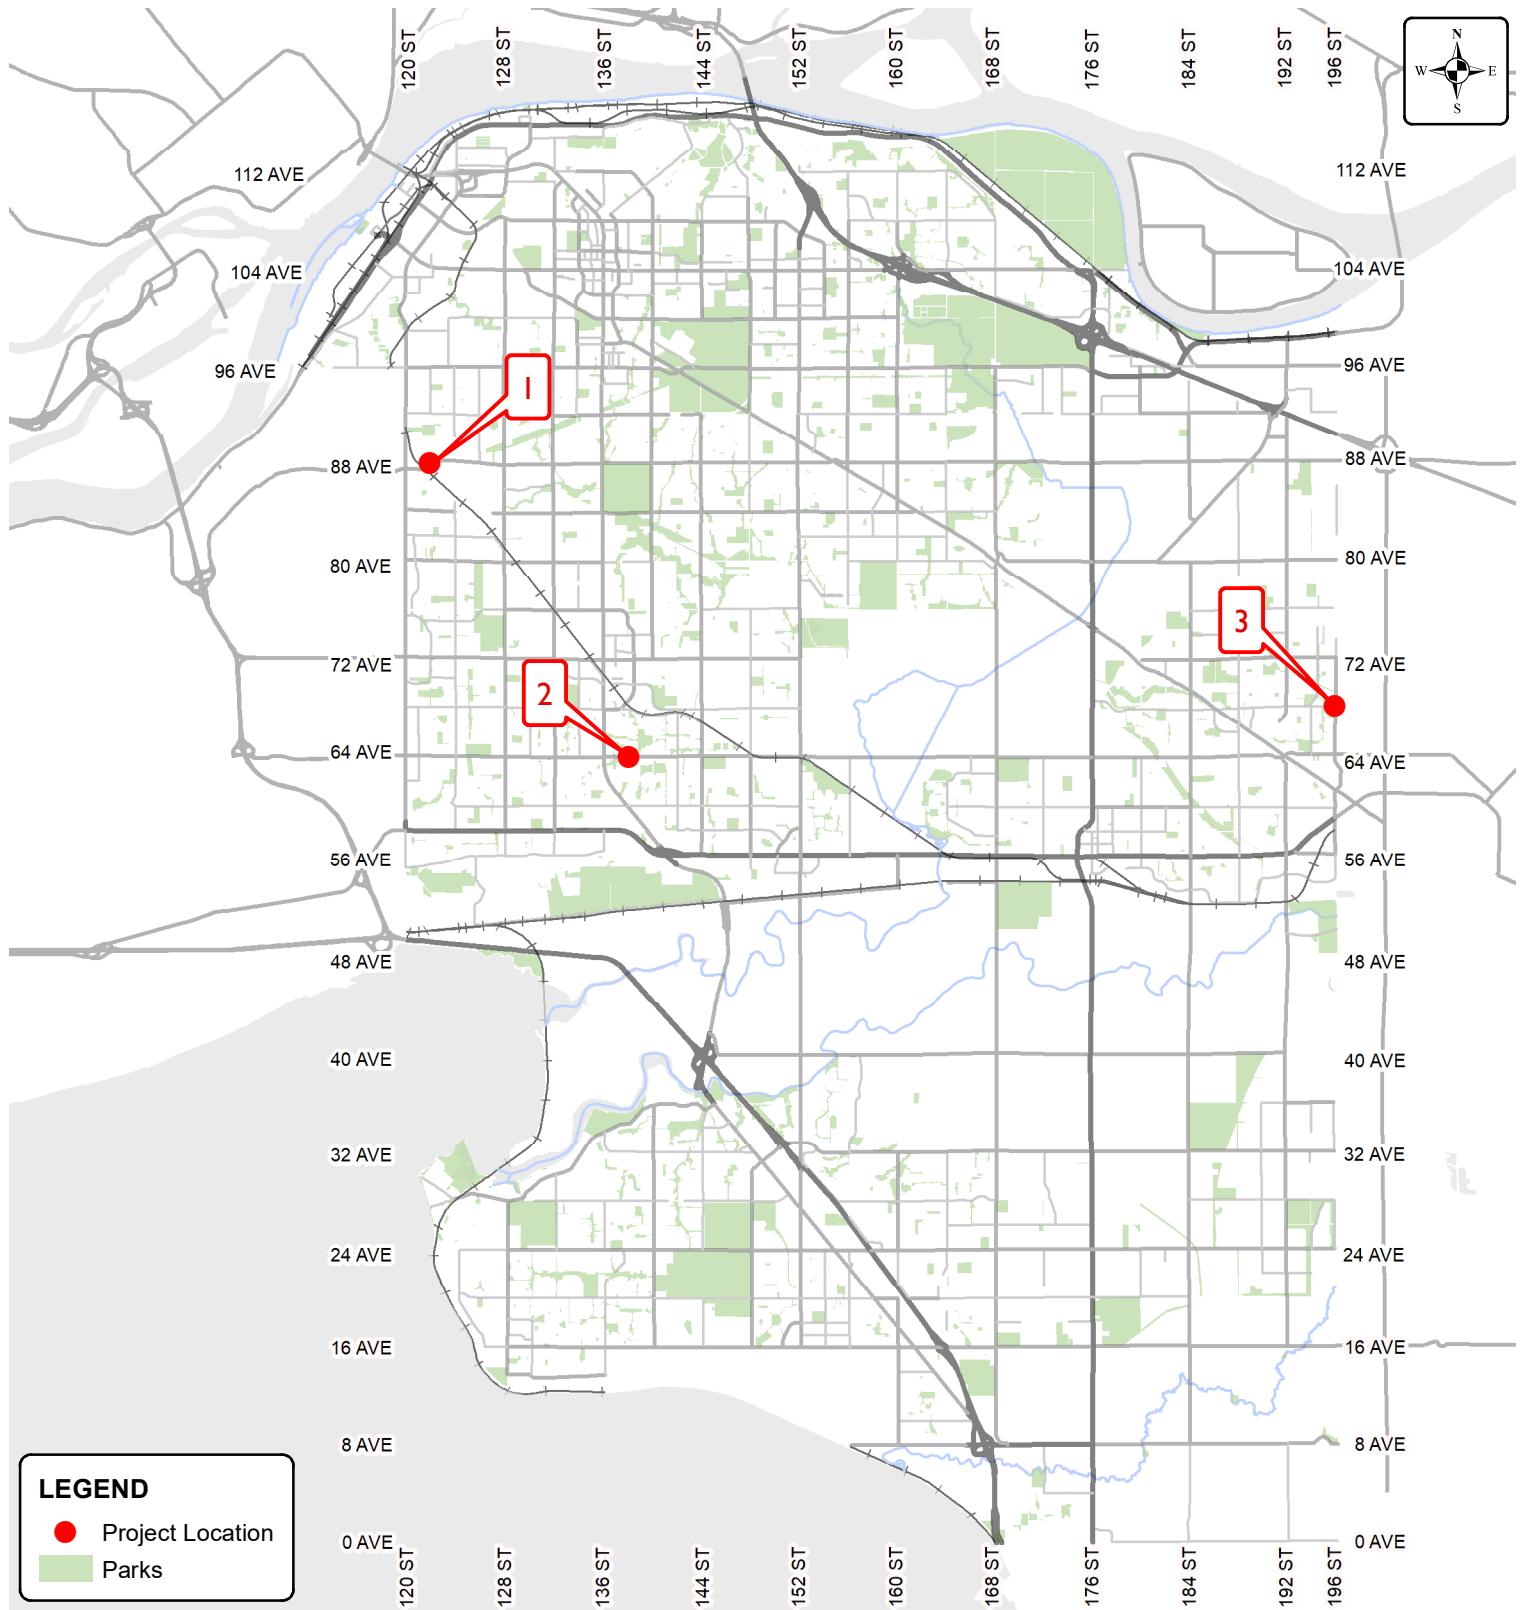 120 ST
128 ST
136 ST
144 ST
152 ST
160 ST
168 ST
176 ST
184 ST
192 ST
196 ST
N
W
E
S
112 AVE
112 AVE
104 AVE
104 AVE
96 AVE
96 AVE
1
88 AVE
88 AVE
80 AVE
80 AVE
3
72 AVE
72 AVE
2
64 AVE
64 AVE
56 AVE
56 AVE
48 AVE
48 AVE
40 AVE
40 AVE
32 AVE
32 AVE
24 AVE
24 AVE
16 AVE
16 AVE
8 AVE
8 AVE
LEGEND
Project Location
Parks
0 AVE
0 AVE
120 ST
128 ST
136 ST
144 ST
152 ST
160 ST
168 ST
176 ST
184 ST
192 ST
196 ST